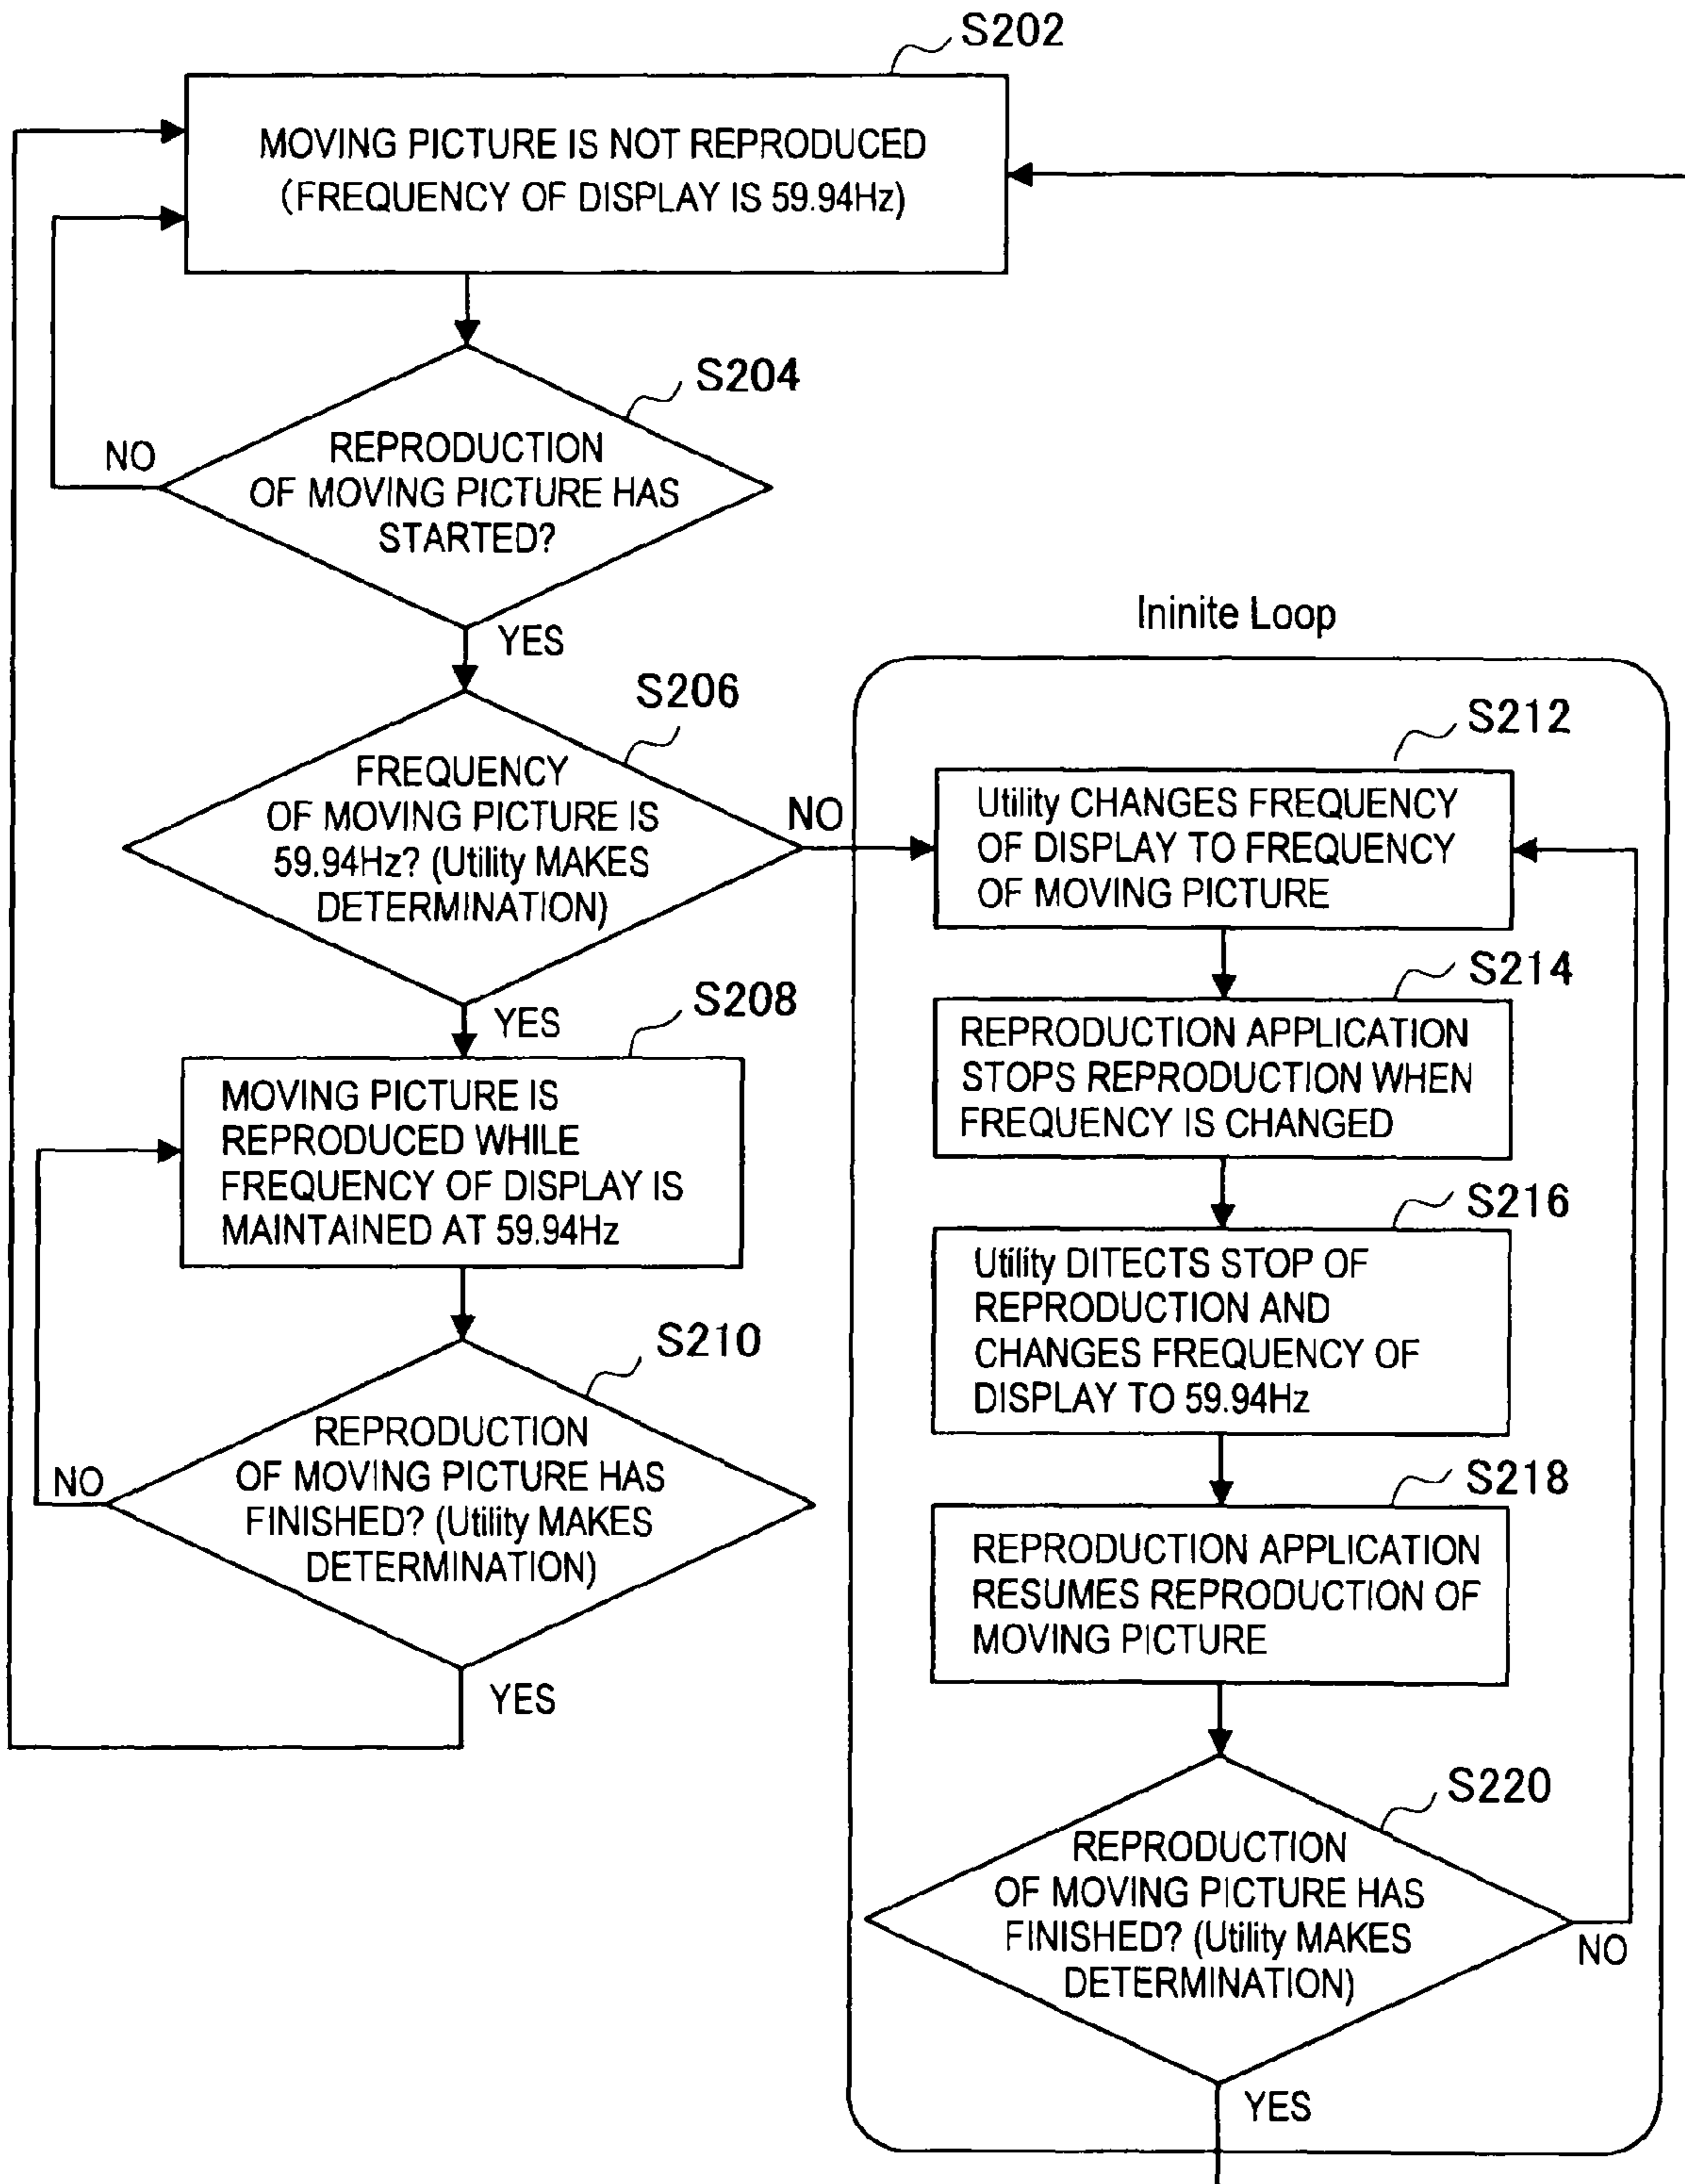 S202
MOVING PICTURE IS NOT REPRODUCED
(FREQUENCY OF DISPLAY IS 59.94Hz)
S204
REPRODUCTION
OF MOVING PICTURE HAS
STARTED?
NO
YES
S206
FREQUENCY
OF MOVING PICTURE IS
59.94Hz? (Utility MAKES
DETERMINATION)
NO
YES
S208
MOVING PICTURE IS
REPRODUCED WHILE
FREQUENCY OF DISPLAY IS
MAINTAINED AT 59.94Hz
S210
REPRODUCTION
OF MOVING PICTURE HAS
FINISHED? (Utility MAKES
DETERMINATION)
NO
YES
Ininite Loop
S212
Utility CHANGES FREQUENCY
OF DISPLAY TO FREQUENCY
OF MOVING PICTURE
S214
REPRODUCTION APPLICATION
STOPS REPRODUCTION WHEN
FREQUENCY IS CHANGED
S216
Utility DITECTS STOP OF
REPRODUCTION AND
CHANGES FREQUENCY OF
DISPLAY TO 59.94Hz
S218
REPRODUCTION APPLICATION
RESUMES REPRODUCTION OF
MOVING PICTURE
S220
REPRODUCTION
OF MOVING PICTURE HAS
FINISHED? (Utility MAKES
DETERMINATION)
NO
YES